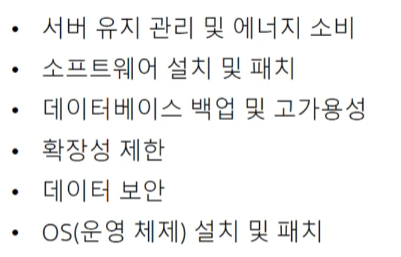 • 서버 유지 관리 및 에너지 소비
• 소프트웨어 설치 및 패치
• 데이터베이스 백업 및 고가용성
• 확장성 제한
• 데이터 보안
• OS(운영 체제) 설치 및 패치